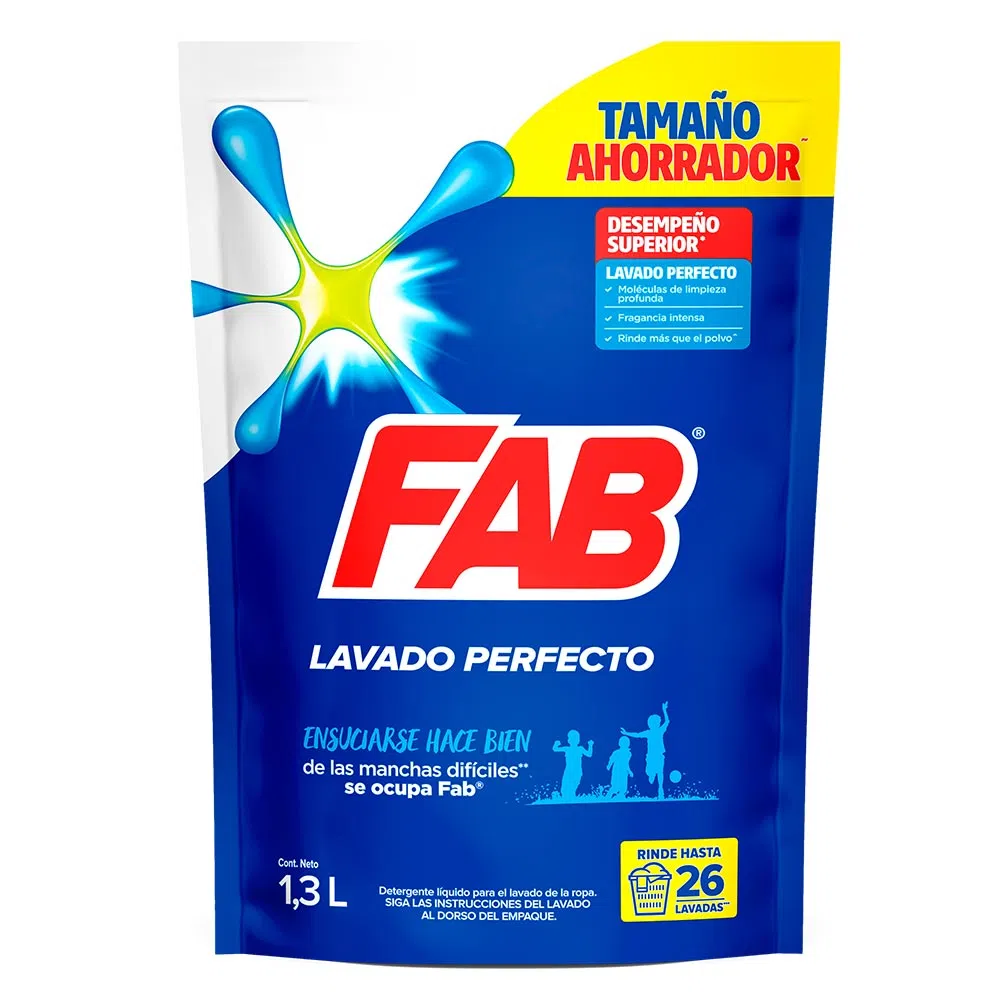 TAMAÑO
AHORRADOR~
DESEMPEÑO
SUPERIOR*
LAVADO PERFECTO
Moléculas de limpieza
profunda
Fragancia intensa
Rinde más que el polvo^
FAB®
LAVADO PERFECTO
ENSUCIARSE HACE BIEN
de las manchas difíciles**
se ocupa Fab®
Cont. Neto
1,3 L
Detergente líquido para el lavado de la ropa.
SIGA LAS INSTRUCCIONES DEL LAVADO
AL DORSO DEL EMPAQUE.
RINDE HASTA
26
LAVADAS***